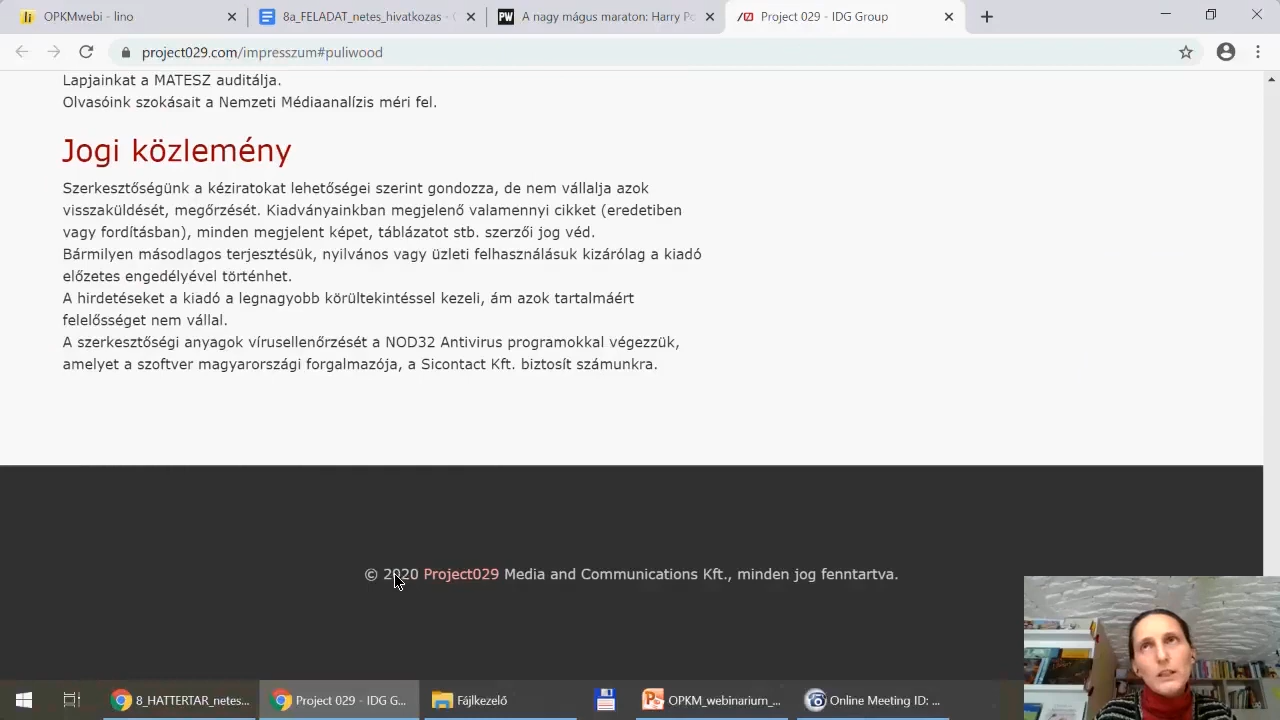 OPKMwebi - lino
8a_FELADAT_netes_hivatkozas - G
PW A nagy mágus maraton: Harry Po
Project 029 - IDG Group
project029.com/impresszum#puliwood
Lapjainkat a MATESZ auditálja.
Olvasóink szokásait a Nemzeti Médiaanalízis méri fel.
Jogi közlemény
Szerkesztőségünk a kéziratokat lehetőségei szerint gondozza, de nem vállalja azok
visszaküldését, megőrzését. Kiadványainkban megjelenő valamennyi cikket (eredetiben
vagy fordításban), minden megjelent képet, táblázatot stb. szerzői jog véd.
Bármilyen másodlagos terjesztésük, nyilvános vagy üzleti felhasználásuk kizárólag a kiadó
előzetes engedélyével történhet.
A hirdetéseket a kiadó a legnagyobb körültekintéssel kezeli, ám azok tartalmáért
felelősséget nem vállal.
A szerkesztőségi anyagok vírusellenőrzését a NOD32 Antivirus programokkal végezzük,
amelyet a szoftver magyarországi forgalmazója, a Sicontact Kft. biztosít számunkra.
© 2020 Project029 Media and Communications Kft., minden jog fenntartva.
8_HATTERTAR_netes...
Project 029 - IDG G...
Fájlkezelő
OPKM_webinarium_...
Online Meeting ID: ...